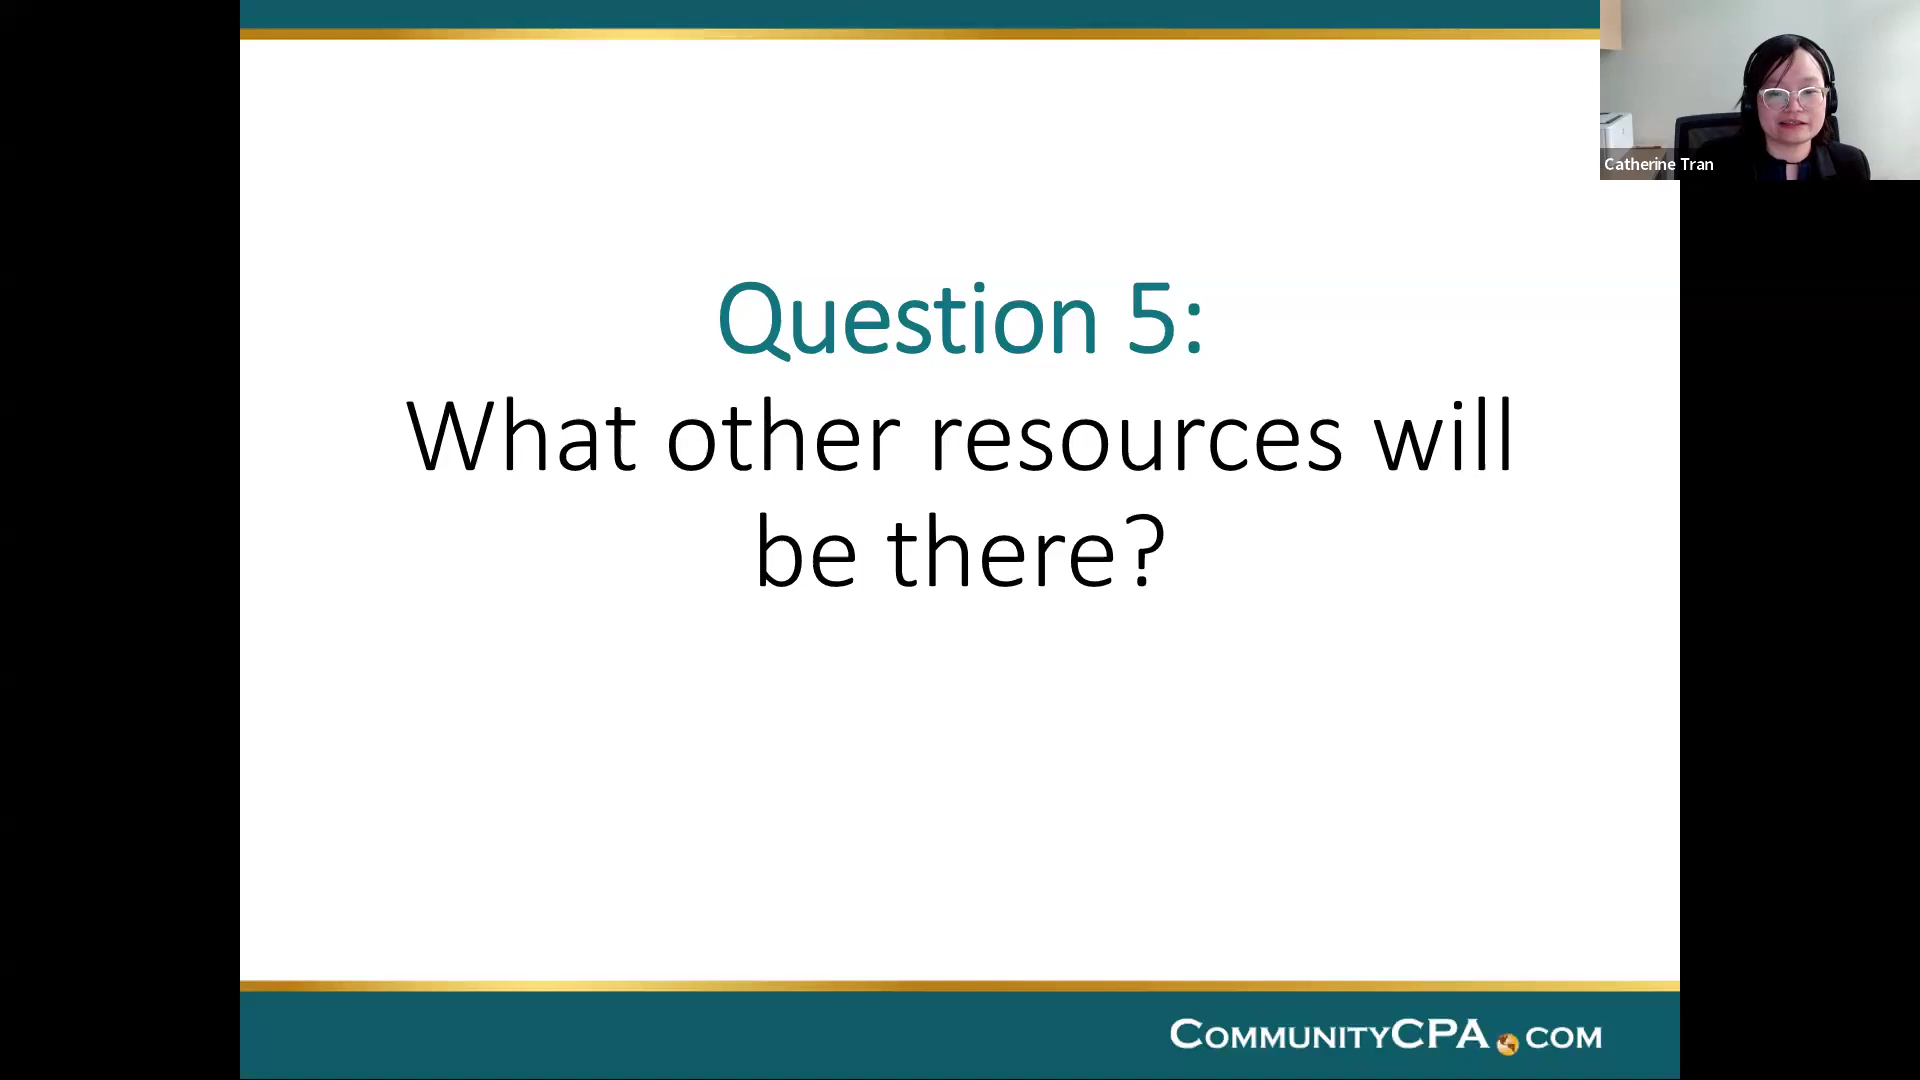 Catherine Tran
Question 5:
What other resources will
be there?
COMMUNITYCPA.COM